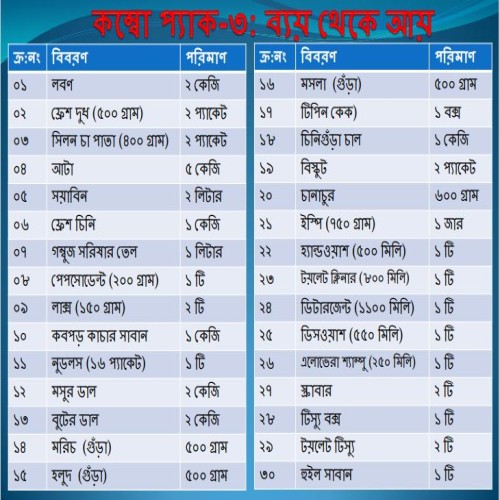 কম্বো প্যাক-৩: ব্যয় থেকে আয়
ক্র:নং বিবরণ পরিমাণ
০১ লবণ ২ কেজি
০২ ফ্রেশ দুধ (৫০০ গ্রাম) ২ প্যাকেট
০৩ সিলন চা পাতা (৪০০ গ্রাম) ২ প্যাকেট
০৪ আটা ৫ কেজি
০৫ সয়াবিন ২ লিটার
০৬ ফ্রেশ চিনি ১ কেজি
০৭ গম্বুজ সরিষার তেল ১ লিটার
০৮ পেপসোডেন্ট (২০০ গ্রাম) ১ টি
০৯ লাক্স (১৫০ গ্রাম) ২ টি
১০ কবপড় কাচার সাবান ১ কেজি
১১ নুডলস (১৬ প্যাকেট) ১ টি
১২ মসূর ডাল ২ কেজি
১৩ বুটের ডাল ২ কেজি
১৪ মরিচ (গুঁড়া) ৫০০ গ্রাম
১৫ হলুদ (গুঁড়া) ৫০০ গ্রাম
ক্র:নং বিবরণ পরিমাণ
১৬ মসলা (গুঁড়া) ৫০০ গ্রাম
১৭ টিপিন কেক) ১ বক্স
১৮ চিনিগুঁড়া চাল ১ কেজি
১৯ বিস্কুট ২ প্যাকেট
২০ চানাচুর ৬০০ গ্রাম
২১ ইস্পি (৭৫০ গ্রাম) ১ জার
২২ হ্যান্ডওয়াশ (৫০০ মিলি) ১ টি
২৩ টয়লেট ক্লিনার (৮০০ মিলি) ১ টি
২৪ ডিটারজেন্ট (১১০০ মিলি) ১ টি
২৫ ডিসওয়াশ (৫৫০ মিলি) ১ টি
২৬ এলোভেরা শ্যাম্পু (২৫০ মিলি) ১ টি
২৭ স্ক্রাবার ২ টি
২৮ টিস্যু বক্স ১ টি
২৯ টয়লেট টিস্যু ২ টি
৩০ হুইল সাবান ১ টি